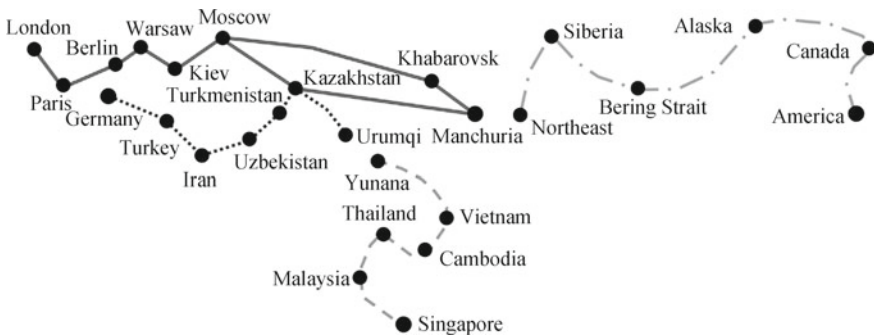 London
Berlin
Warsaw
Moscow
Paris
Kiev
Khabarovsk
Kazakhstan
Turkmenistan
Germany
Turkey
Iran
Uzbekistan
Urumqi
Manchuria
Northeast
Siberia
Bering Strait
Alaska
Canada
America
Yunana
Thailand
Vietnam
Cambodia
Malaysia
Singapore